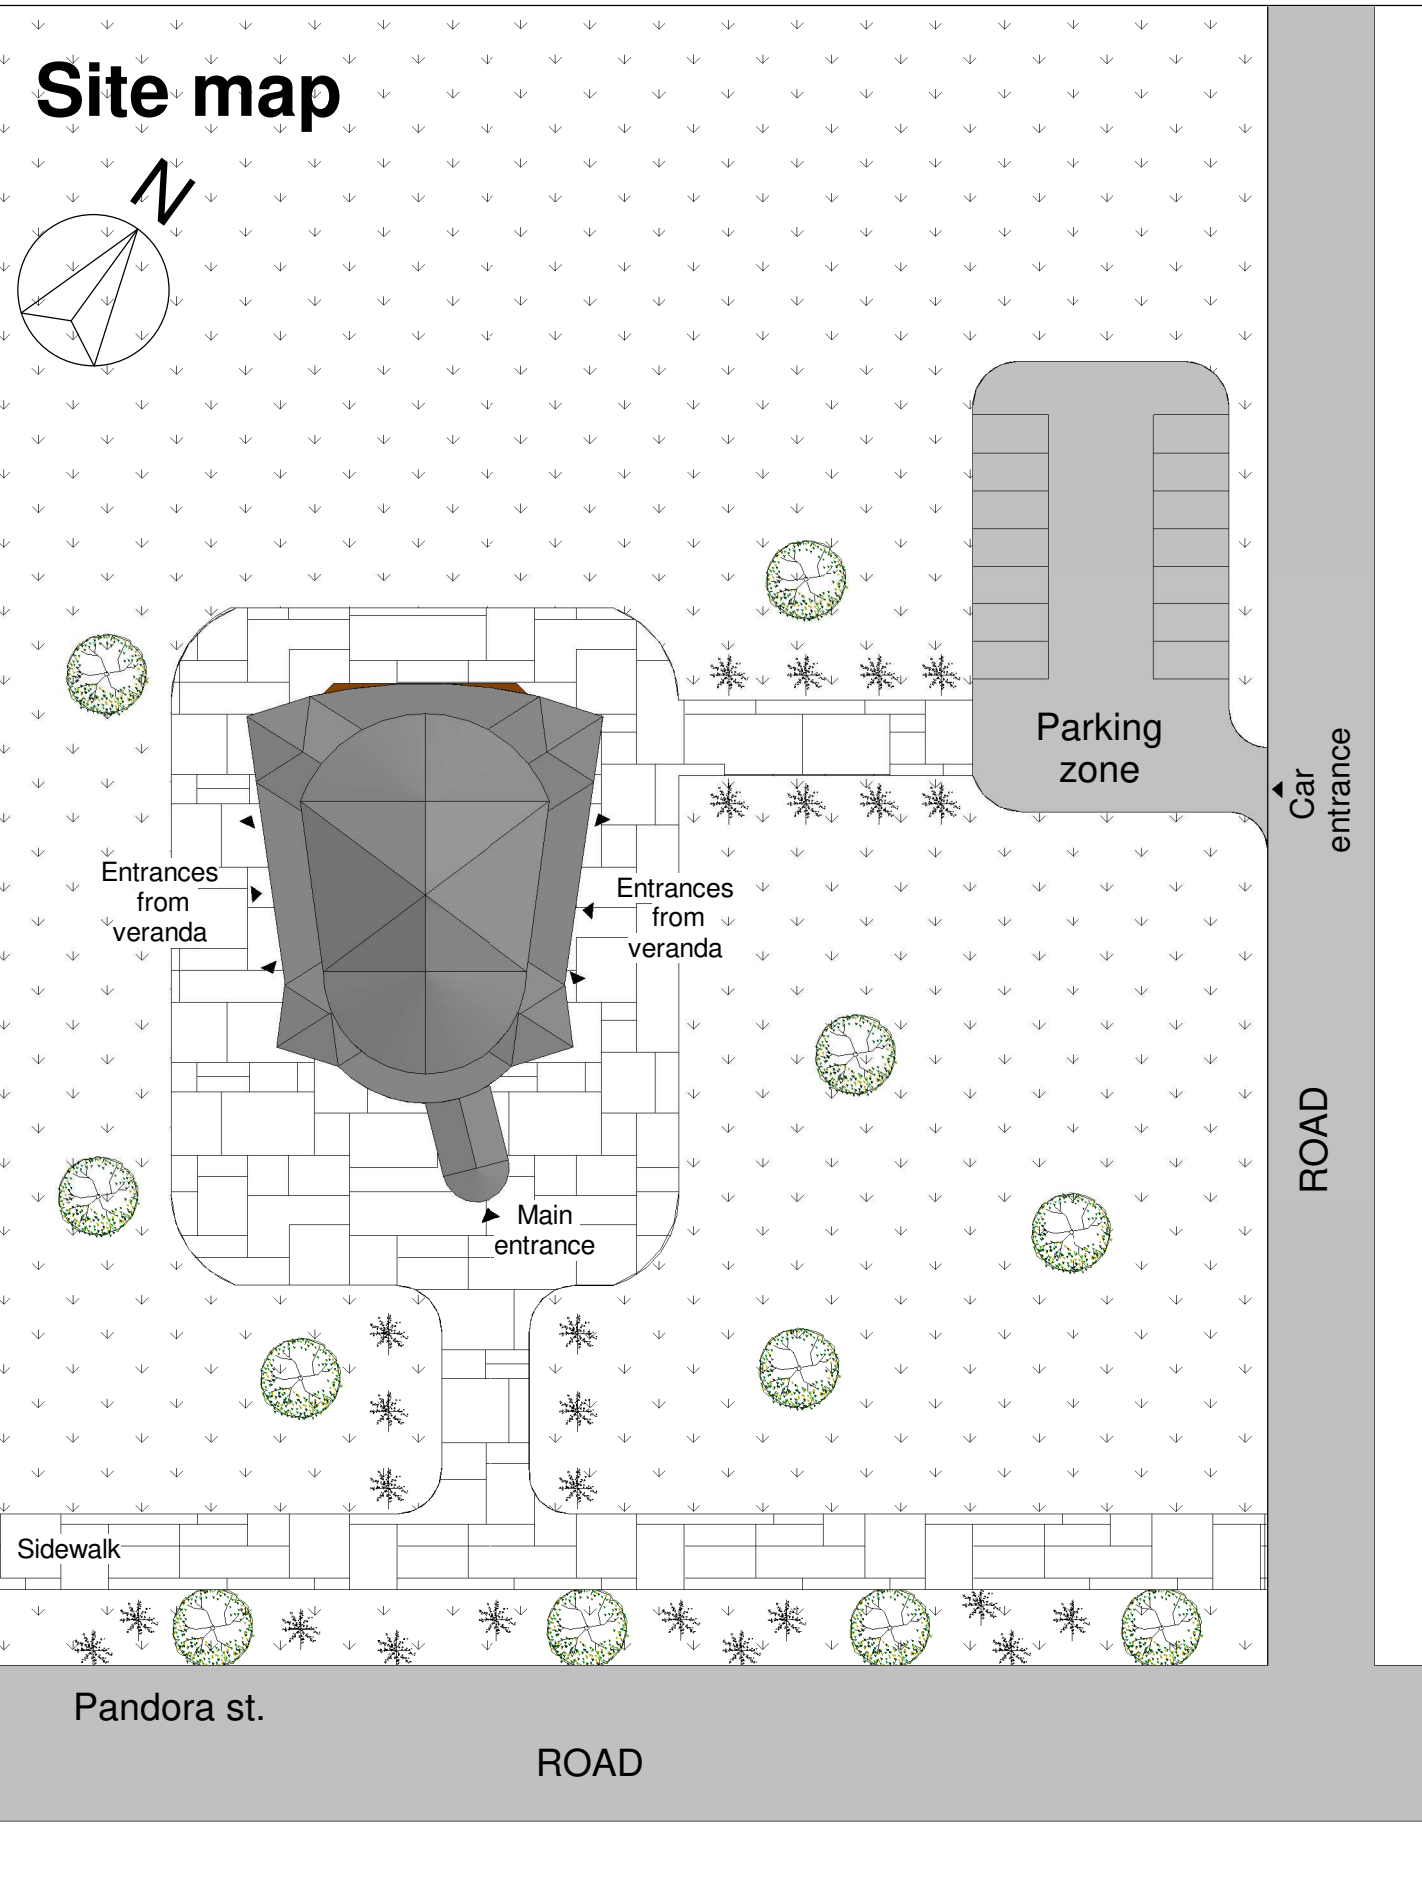 Site map
N
Parking
zone
Car
entrance
Entrances
from
veranda
Entrances
from
veranda
ROAD
Main
entrance
Sidewalk
Pandora st.
ROAD